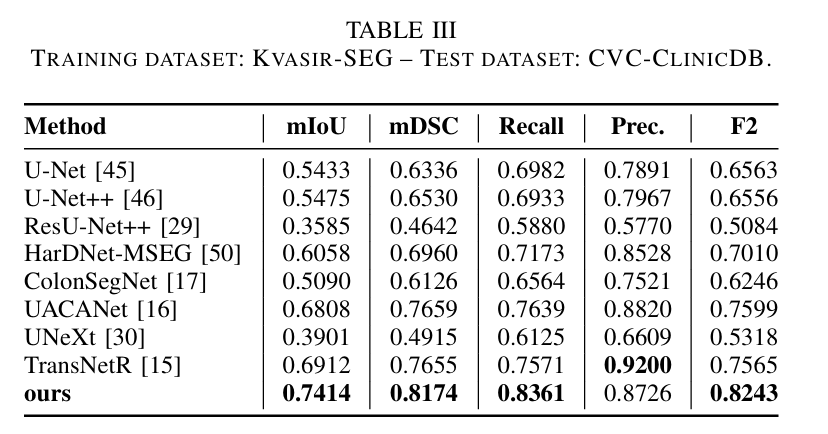 TABLE III
TRAINING DATASET: KVASIR-SEG – TEST DATASET: CVC-CLINICDB.
Method mIoU mDSC Recall Prec. F2
U-Net [45] 0.5433 0.6336 0.6982 0.7891 0.6563
U-Net++ [46] 0.5475 0.6530 0.6933 0.7967 0.6556
ResU-Net++ [29] 0.3585 0.4642 0.5880 0.5770 0.5084
HarDNet-MSEG [50] 0.6058 0.6960 0.7173 0.8528 0.7010
ColonSegNet [17] 0.5090 0.6126 0.6564 0.7521 0.6246
UACANet [16] 0.6808 0.7659 0.7639 0.8820 0.7599
UNeXt [30] 0.3901 0.4915 0.6125 0.6609 0.5318
TransNetR [15] 0.6912 0.7655 0.7571 0.9200 0.7565
ours 0.7414 0.8174 0.8361 0.8726 0.8243